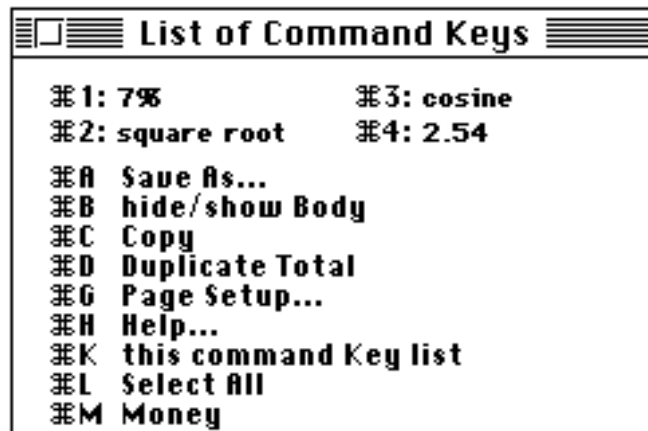 List of Command Keys
⌘1: 7% ⌘3: cosine
⌘2: square root ⌘4: 2.54
⌘A Save As...
⌘B hide/show Body
⌘C Copy
⌘D Duplicate Total
⌘G Page Setup...
⌘H Help...
⌘K this command Key list
⌘L Select All
⌘M Money